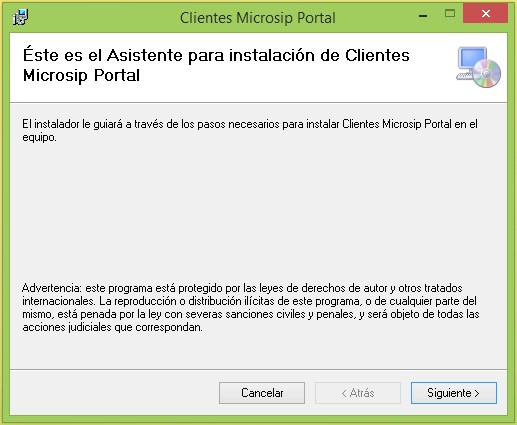 Clientes Microsip Portal
Éste es el Asistente para instalación de Clientes
Microsip Portal
El instalador le guiará a través de los pasos necesarios para instalar Clientes Microsip Portal en el
equipo.
Advertencia: este programa está protegido por las leyes de derechos de autor y otros tratados
internacionales. La reproducción o distribución ilícitas de este programa, o de cualquier parte del
mismo, está penada por la ley con severas sanciones civiles y penales, y será objeto de todas las
acciones judiciales que correspondan.
Cancelar
< Atrás
Siguiente >